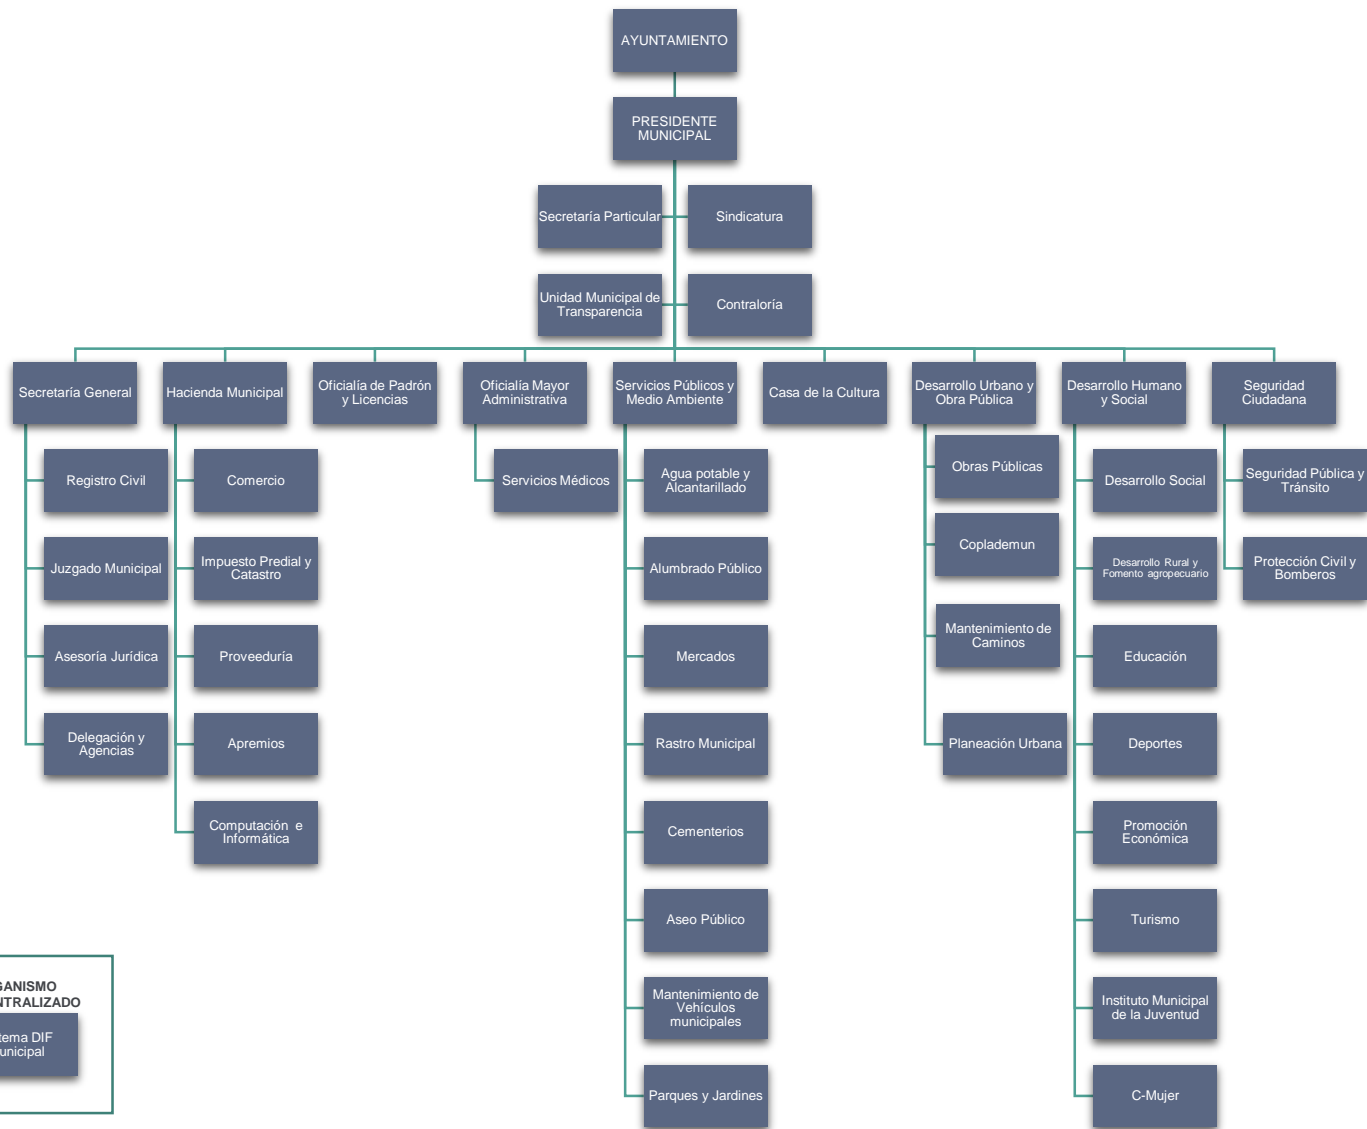 AYUNTAMIENTO
PRESIDENTE
MUNICIPAL
Secretaría Particular
Sindicatura
Unidad Municipal de
Transparencia
Contraloría
Secretaría General
Hacienda Municipal
Oficialía de Padrón
y Licencias
Oficialía Mayor
Administrativa
Servicios Públicos y
Medio Ambiente
Casa de la Cultura
Desarrollo Urbano y
Obra Pública
Desarrollo Humano
y Social
Seguridad
Ciudadana
Registro Civil
Juzgado Municipal
Asesoría Jurídica
Delegación y
Agencias
Comercio
Impuesto Predial y
Catastro
Proveeduría
Apremios
Computación e
Informática
Servicios Médicos
Agua potable y
Alcantarillado
Alumbrado Público
Mercados
Rastro Municipal
Cementerios
Aseo Público
Mantenimiento de
Vehículos
municipales
Parques y Jardines
Obras Públicas
Coplademun
Mantenimiento de
Caminos
Planeación Urbana
Desarrollo Social
Desarrollo Rural y
Fomento agropecuario
Educación
Deportes
Promoción
Económica
Turismo
Instituto Municipal
de la Juventud
C-Mujer
Seguridad Pública y
Tránsito
Protección Civil y
Bomberos
GANISMO
NTRALIZADO
tema DIF
unicipal